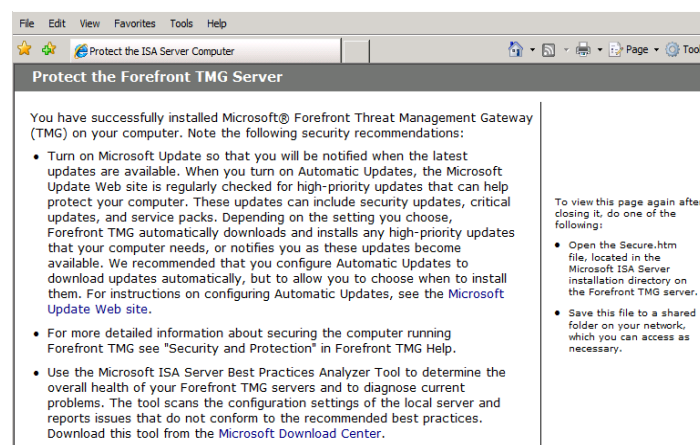 File Edit View Favorites Tools Help
Protect the ISA Server Computer
Page
Protect the Forefront TMG Server
You have successfully installed Microsoft® Forefront Threat Management Gateway
(TMG) on your computer. Note the following security recommendations:
• Turn on Microsoft Update so that you will be notified when the latest
updates are available. When you turn on Automatic Updates, the Microsoft
Update Web site is regularly checked for high-priority updates that can help
protect your computer. These updates can include security updates, critical
updates, and service packs. Depending on the setting you choose,
Forefront TMG automatically downloads and installs any high-priority updates
that your computer needs, or notifies you as these updates become
available. We recommended that you configure Automatic Updates to
download updates automatically, but to allow you to choose when to install
them. For instructions on configuring Automatic Updates, see the Microsoft
Update Web site.
• For more detailed information about securing the computer running
Forefront TMG see "Security and Protection" in Forefront TMG Help.
• Use the Microsoft ISA Server Best Practices Analyzer Tool to determine the
overall health of your Forefront TMG servers and to diagnose current
problems. The tool scans the configuration settings of the local server and
reports issues that do not conform to the recommended best practices.
Download this tool from the Microsoft Download Center.
To view this page again after
closing it, do one of the
following:
• Open the Secure.htm
file, located in the
Microsoft ISA Server
installation directory on
the Forefront TMG server.
• Save this file to a shared
folder on your network,
which you can access as
necessary.